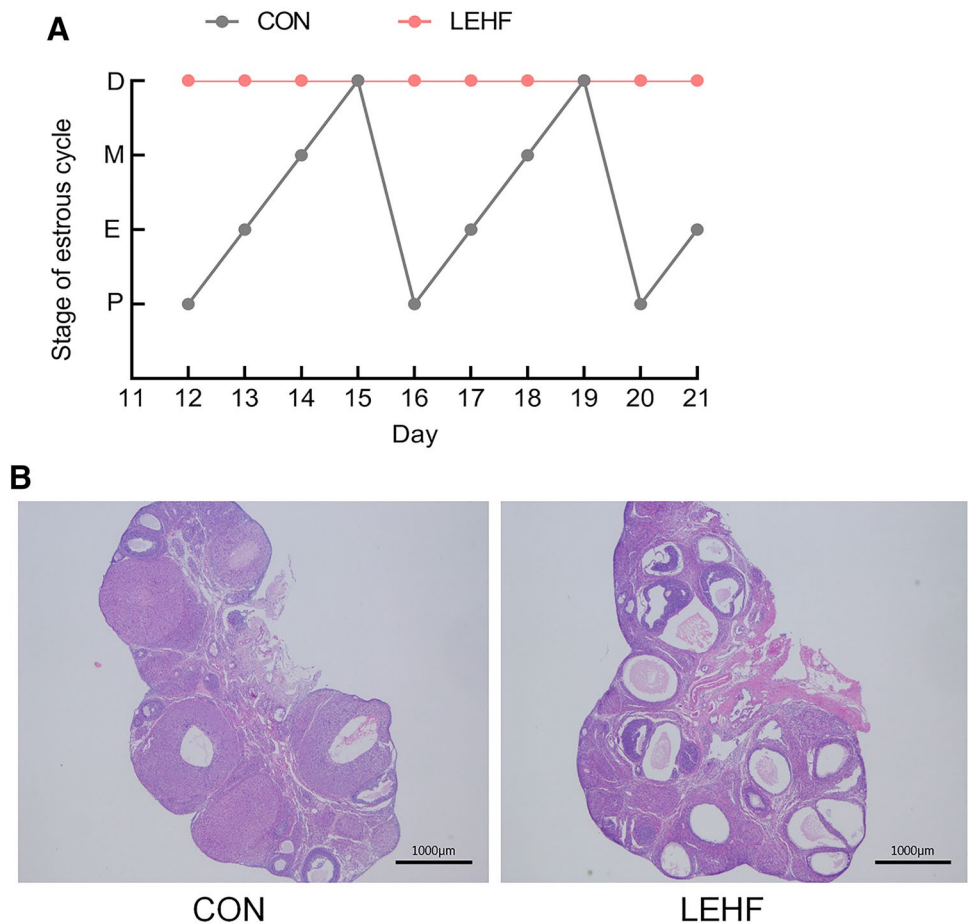 A
CON LEHF
Stage of estrous cycle
D
M
E
P
11 12 13 14 15 16 17 18 19 20 21
Day
B
1000μm 1000μm
CON LEHF